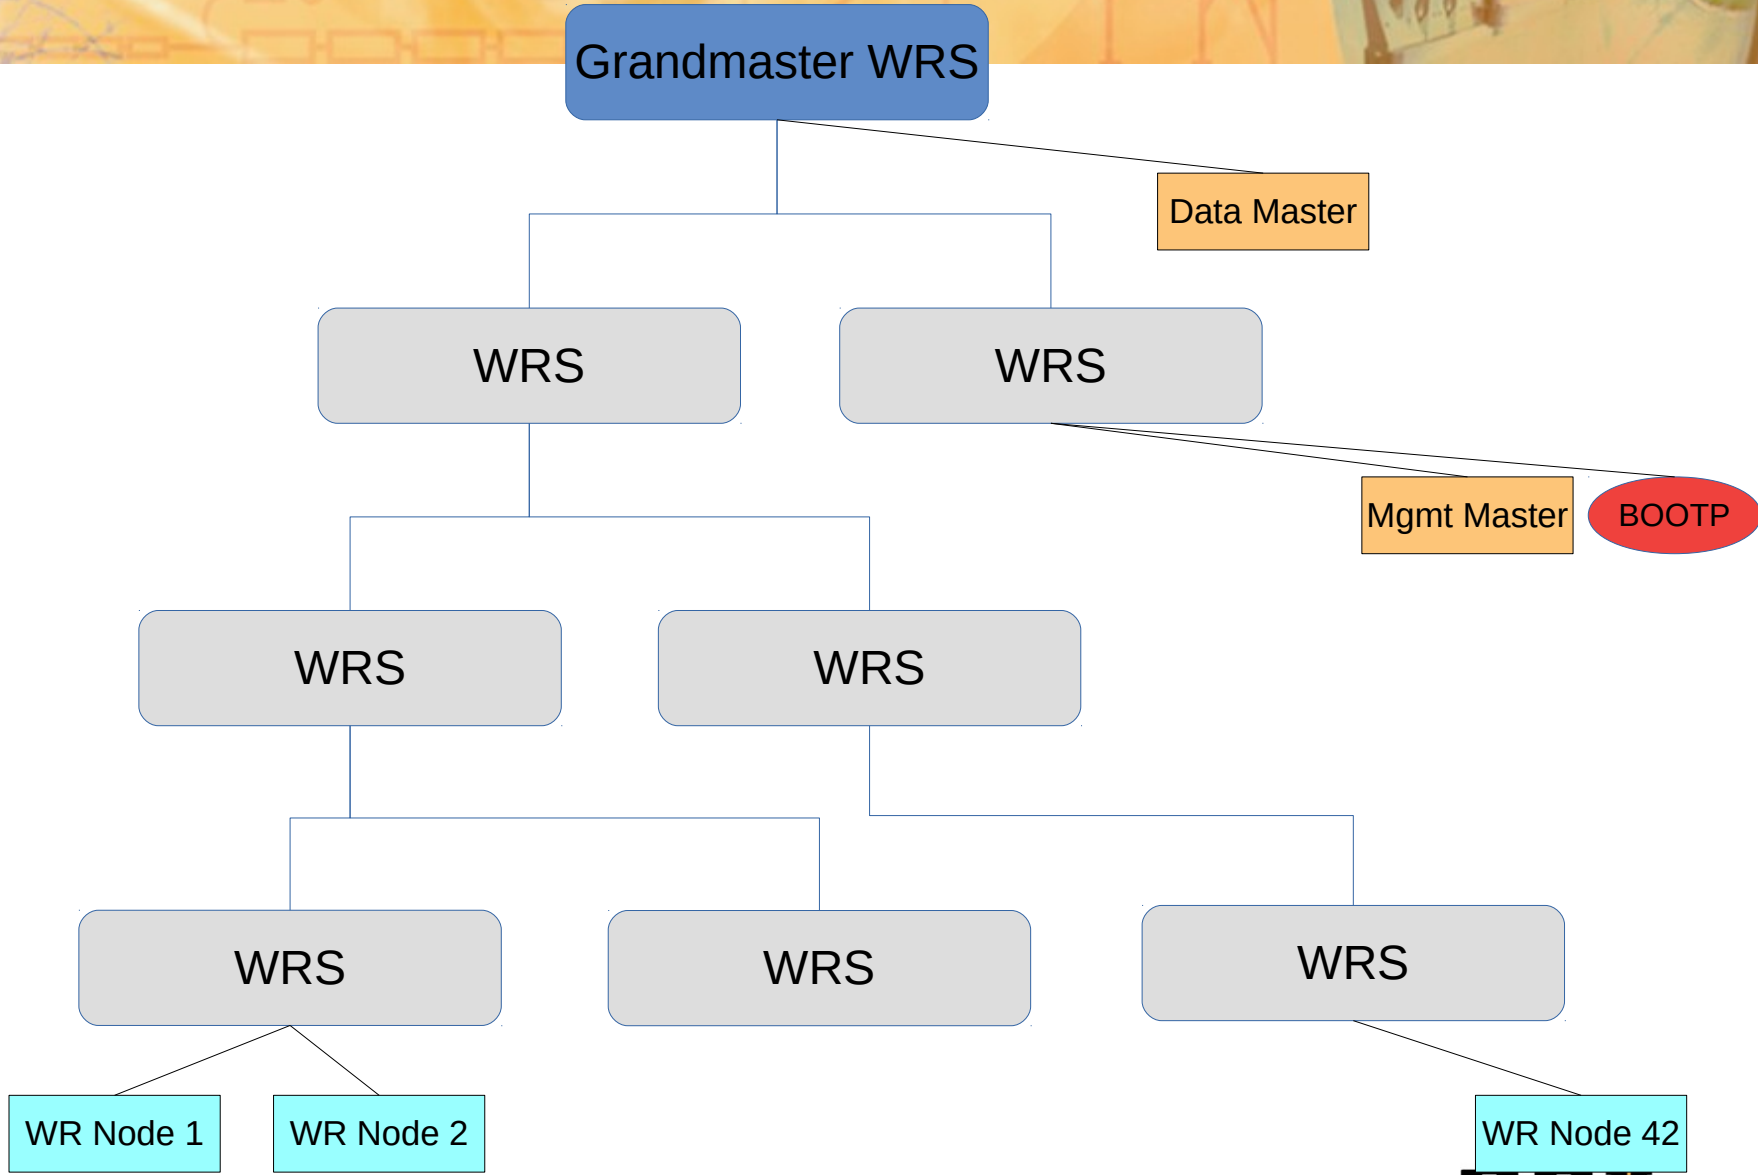 Grandmaster WRS
Data Master
WRS
WRS
Mgmt Master
BOOTP
WRS
WRS
WRS
WRS
WRS
WR Node 1
WR Node 2
WR Node 42